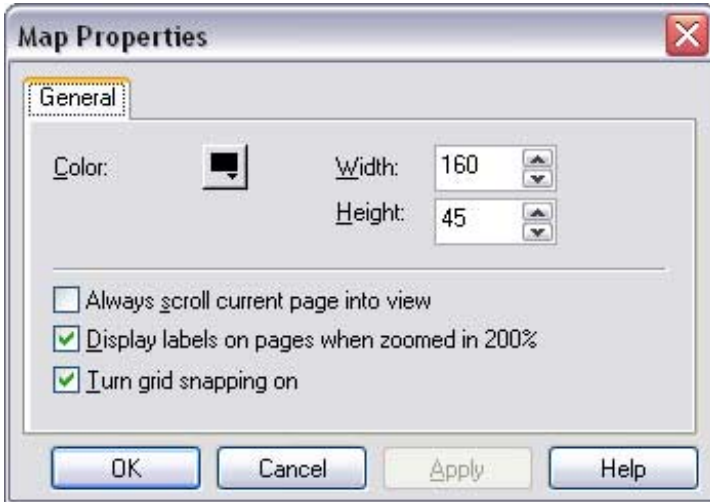 Map Properties
General
Color:
Width: 160
Height: 45
Always scroll current page into view
Display labels on pages when zoomed in 200%
Turn grid snapping on
OK Cancel Apply Help